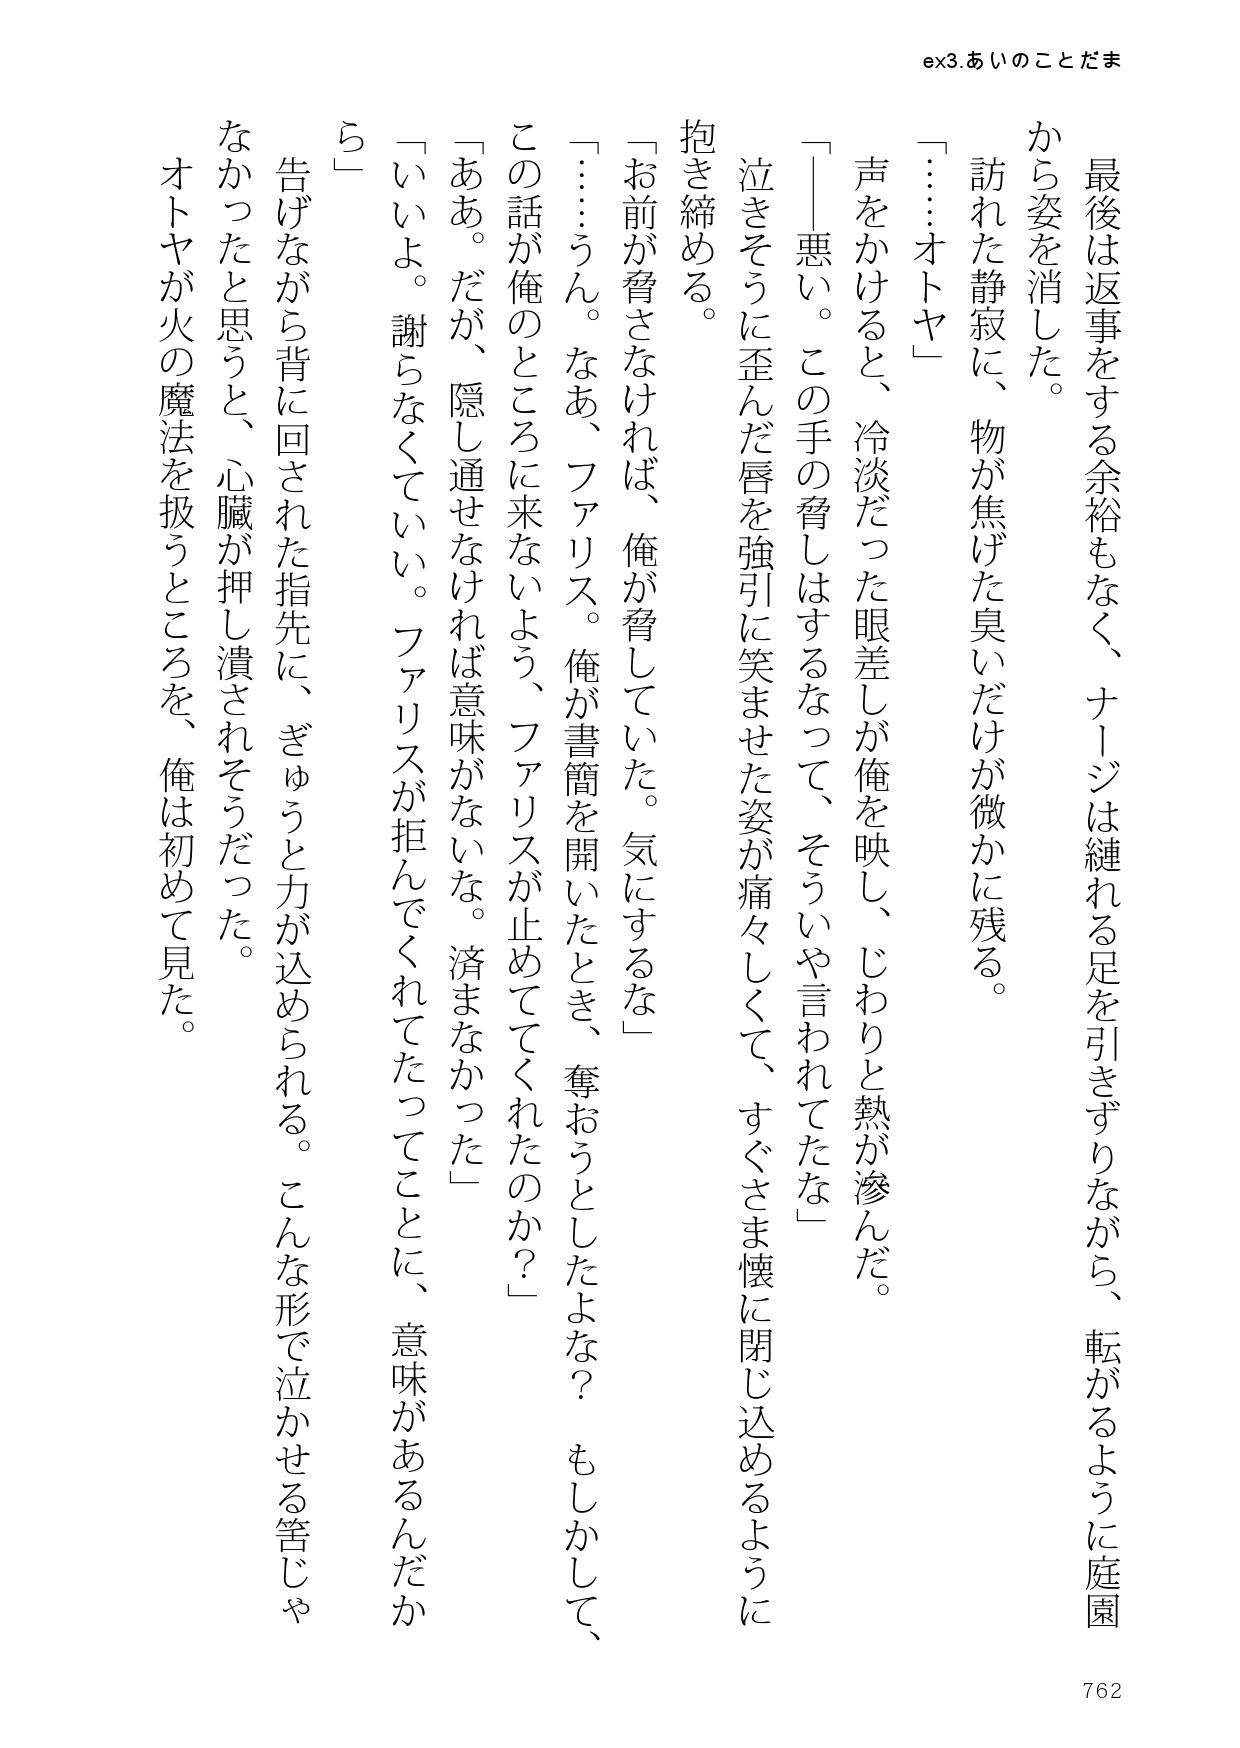 ex3.あいのことだま
　最後は返事をする余裕もなく、ナージは縺れる足を引きずりながら、転がるように庭園
から姿を消した。
　訪れた静寂に、物が焦げた臭いだけが微かに残る。
「……オトヤ」
　声をかけると、冷淡だった眼差しが俺を映し、じわりと熱が滲んだ。
「――悪い。この手の脅しはするなって、そういや言われてたな」
　泣きそうに歪んだ唇を強引に笑ませた姿が痛々しくて、すぐさま懐に閉じ込めるように
抱き締める。
「お前が脅さなければ、俺が脅していた。気にするな」
「……うん。なあ、ファリス。俺が書簡を開いたとき、奪おうとしたよな？　もしかして、
この話が俺のところに来ないよう、ファリスが止めててくれたのか？」
「ああ。だが、隠し通せなければ意味がないな。済まなかった」
「いいよ。謝らなくていい。ファリスが拒んでくれてたってことに、意味があるんだか
ら」
　告げながら背に回された指先に、ぎゅうと力が込められる。こんな形で泣かせる筈じゃ
なかったと思うと、心臓が押し潰されそうだった。
　オトヤが火の魔法を扱うところを、俺は初めて見た。
762